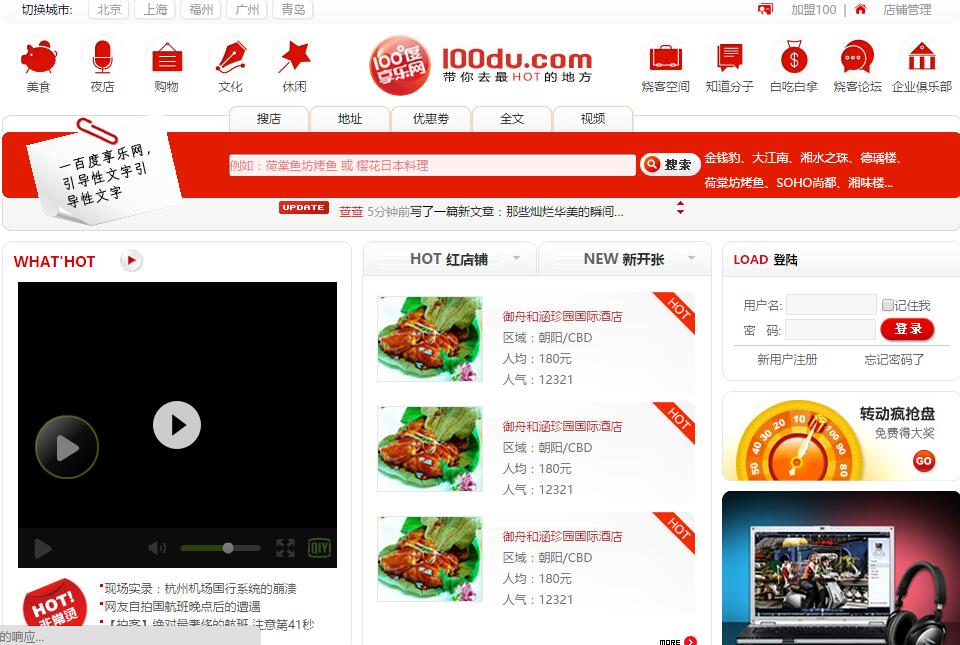 切换城市: 北京 上海 福州 广州 青岛 加盟100 | 店铺管理
美食 夜店 购物 文化 休闲
100度享乐网 100du.com
带你去最HOT的地方
烧客空间 知道分子 白吃白拿 烧客论坛 企业俱乐部
搜店 地址 优惠劵 全文 视频
一百度享乐网,
引导性文字引
导性文字
例如：荷棠鱼坊烤鱼 或 樱花日本料理 搜索
金钱豹、大江南、湘水之珠、德瑀楼、
荷棠坊烤鱼、SOHO尚都、湘味楼...
UPDATE 萱萱 5分钟前写了一篇新文章：那些灿烂华美的瞬间...
WHAT'HOT
QIYI
HOT!
非常烫
现场实录：杭州机场国行系统的崩溃
网友自拍国航班晚点后的遭遇
【拍客】绝对最奢侈的航班 注意第41秒
的响应...
HOT 红店铺 NEW 新开张
御舟和涵珍园国际酒店 HOT
区域：朝阳/CBD
人均：180元
人气：12321
御舟和涵珍园国际酒店 HOT
区域：朝阳/CBD
人均：180元
人气：12321
御舟和涵珍园国际酒店 HOT
区域：朝阳/CBD
人均：180元
人气：12321
MORE
LOAD 登陆
用户名: 记住我
密 码: 登录
新用户注册 忘记密码了
转动疯抢盘
免费得大奖
GO
50 40 30 20 10 100 90 80